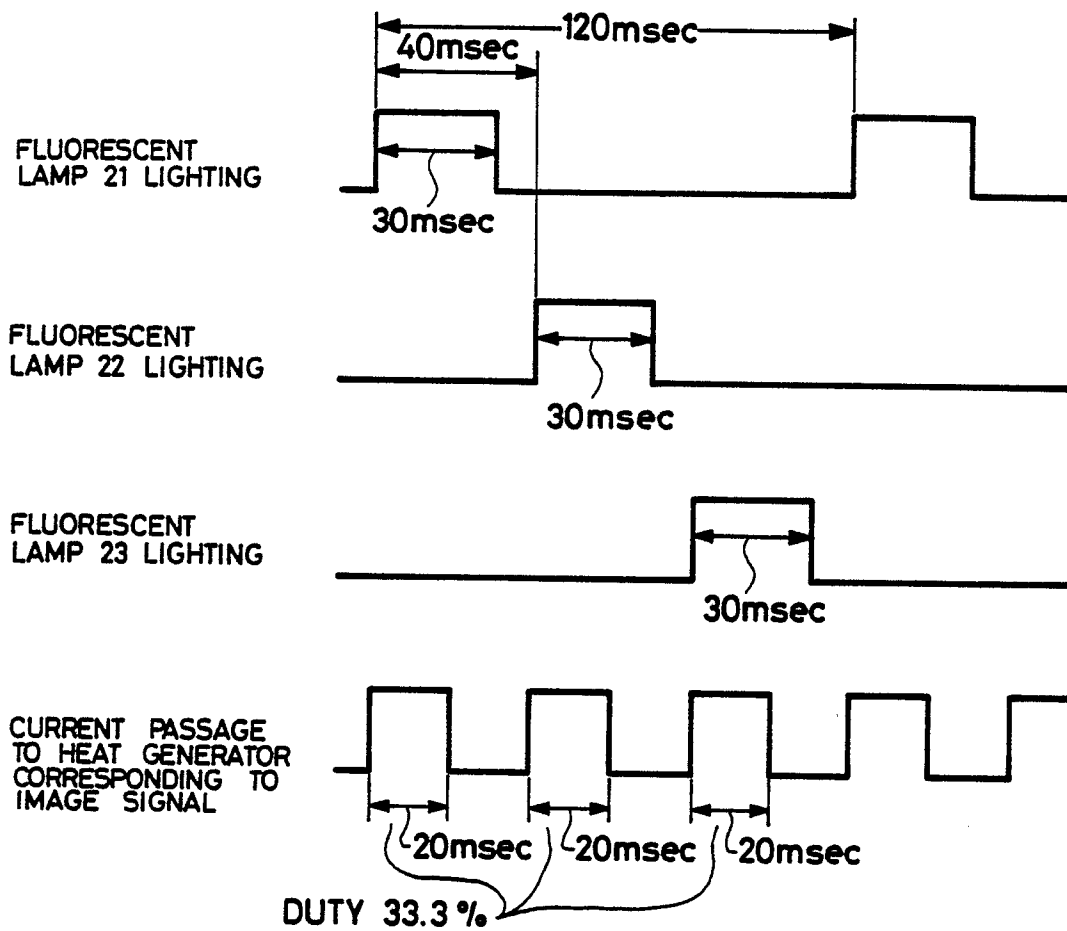 120msec
40msec
FLUORESCENT
LAMP 21 LIGHTING
30msec
FLUORESCENT
LAMP 22 LIGHTING
30msec
FLUORESCENT
LAMP 23 LIGHTING
30msec
CURRENT PASSAGE
TO HEAT GENERATOR
CORRESPONDING TO
IMAGE SIGNAL
20msec
20msec
20msec
DUTY 33.3%